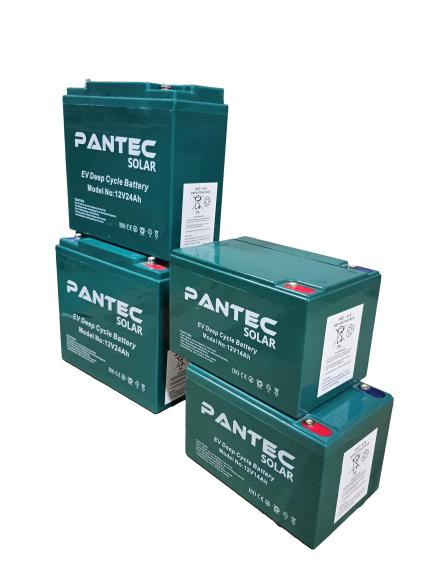 PANTEC
SOLAR
EV Deep Cycle Battery
Model No:12V24Ah
PANTEC
SOLAR
EV Deep Cycle Battery
Model No:12V24Ah
PANTEC
SOLAR
EV Deep Cycle Battery
Model No:12V14Ah
PANTEC
SOLAR
EV Deep Cycle Battery
Model No:12V14Ah